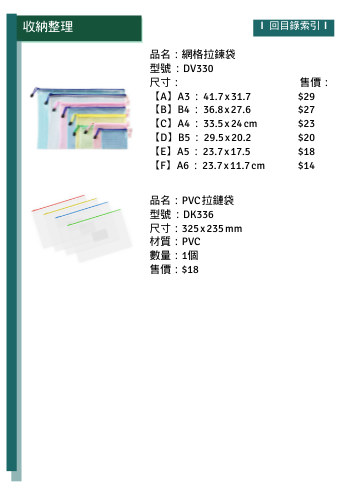 收納整理
I 回目錄索引 I
品名：網格拉鍊袋
型號：DV330
尺寸： 售價：
【A】A3 ： 41.7x31.7 $29
【B】B4 ： 36.8x27.6 $27
【C】A4 ： 33.5x24cm $23
【D】B5 ： 29.5x20.2 $20
【E】A5 ： 23.7x17.5 $18
【F】A6 ： 23.7x11.7cm $14
品名：PVC拉鏈袋
型號：DK336
尺寸：325x235mm
材質：PVC
數量：1個
售價：$18